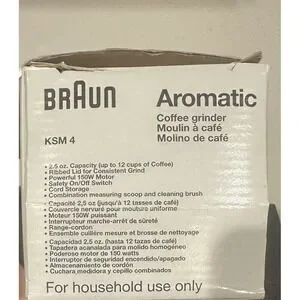 BRAUN
Aromatic
Coffee grinder
Moulin à café
Molino de café
KSM 4
• 2.5 oz. Capacity (up to 12 cups of Coffee)
• Ribbed Lid for Consistent Grind
• Powerful 150W Motor
• Safety On/Off Switch
• Cord Storage
• Combination measuring scoop and cleaning brush
• Capacité 2,5 oz (jusqu'à 12 tasses de café)
• Couvercle nervuré pour mouture uniforme
• Moteur 150W puissant
• Interrupteur marche-arrêt de sûreté
• Range-cordon
• Ensemble cuillère mesure et brosse de nettoyage
• Capacidad 2,5 oz. (hasta 12 tazas de café)
• Tapadera acanalada para molido homogéneo
• Poderoso motor de 150 watts
• Interruptor de seguridad encendido/apagado
• Almacenamiento de cordón
• Cuchara medidora y cepillo combinados
For household use only